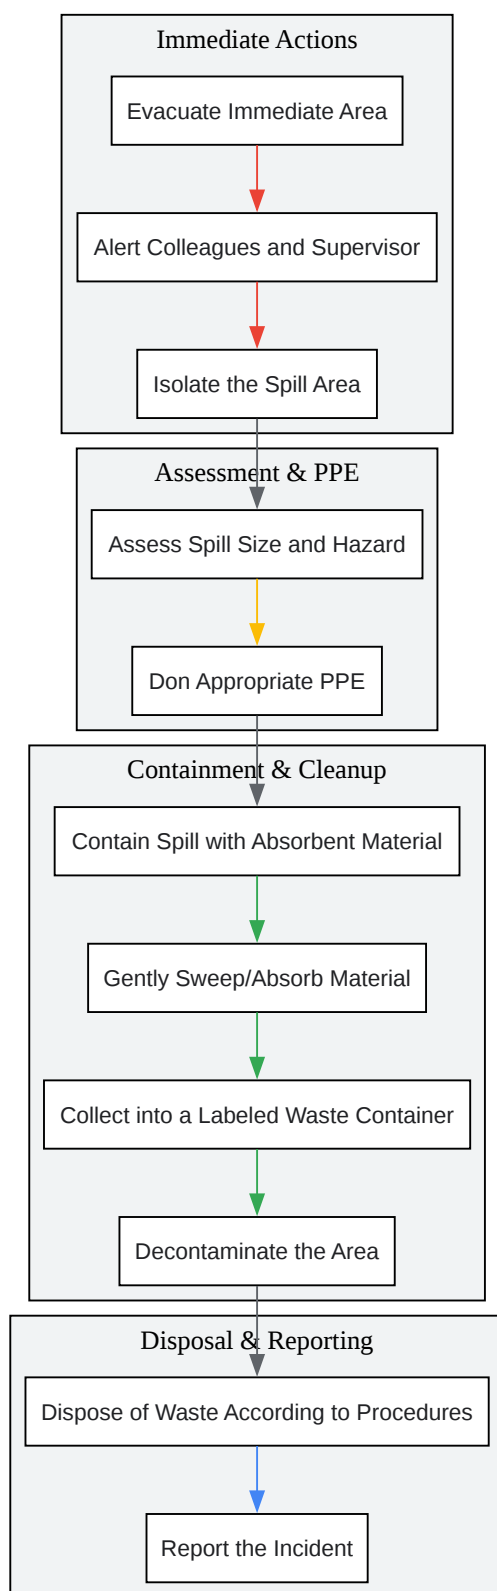 Immediate Actions
Evacuate Immediate Area
Alert Colleagues and Supervisor
Isolate the Spill Area
Assessment & PPE
Assess Spill Size and Hazard
Don Appropriate PPE
Containment & Cleanup
Contain Spill with Absorbent Material
Gently Sweep/Absorb Material
Collect into a Labeled Waste Container
Decontaminate the Area
Disposal & Reporting
Dispose of Waste According to Procedures
Report the Incident